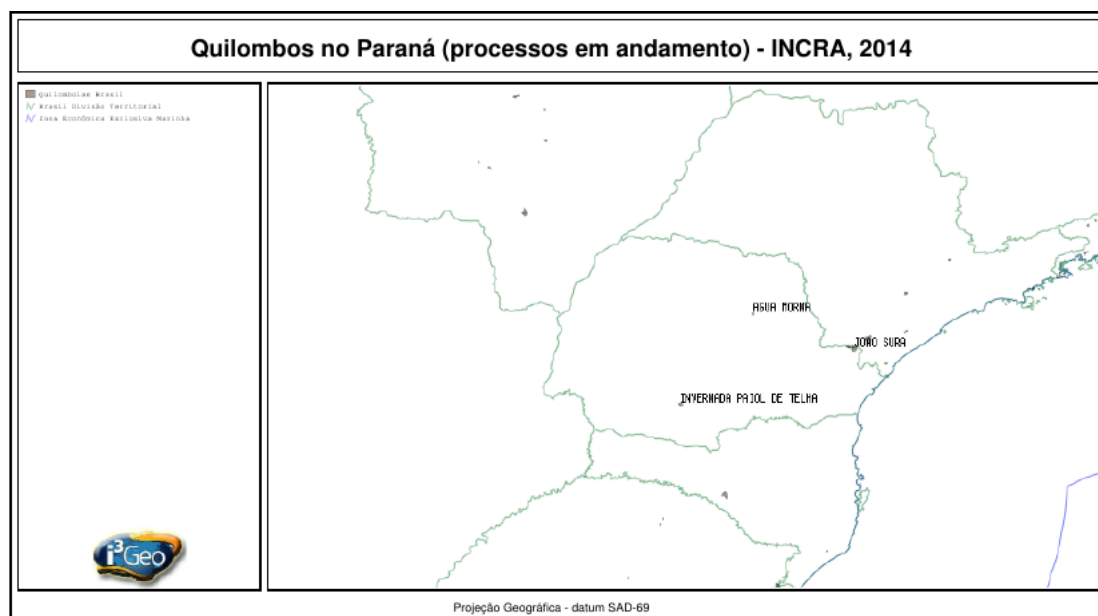 Quilombos no Paraná (processos em andamento) - INCRA, 2014
Quilombolas Brasil
Brasil Divisão Territorial
Zona Econômica Exclusiva Marinha
AGUA MORNA
JOAO SURA
INVERNADA PAIOL DE TELHA
i³Geo
Projeção Geográfica - datum SAD-69